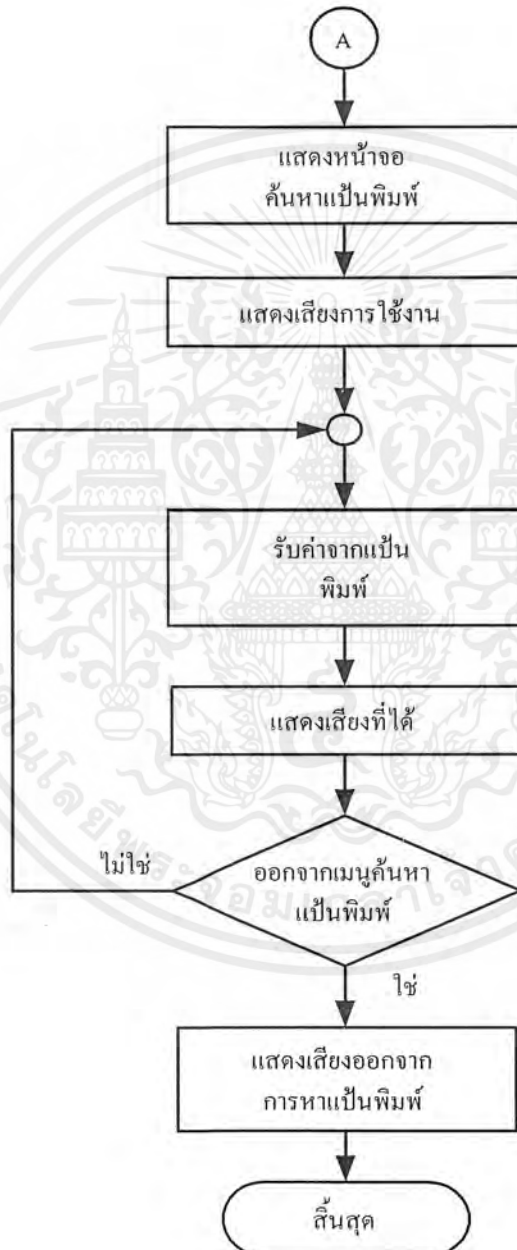 A
แสดงหน้าจอ
ค้นหาแป้นพิมพ์
แสดงเสียงการใช้งาน
รับค่าจากแป้น
พิมพ์
แสดงเสียงที่ได้
ไม่ใช่
ออกจากเมนูค้นหา
แป้นพิมพ์
ใช่
แสดงเสียงออกจาก
การหาแป้นพิมพ์
สิ้นสุด